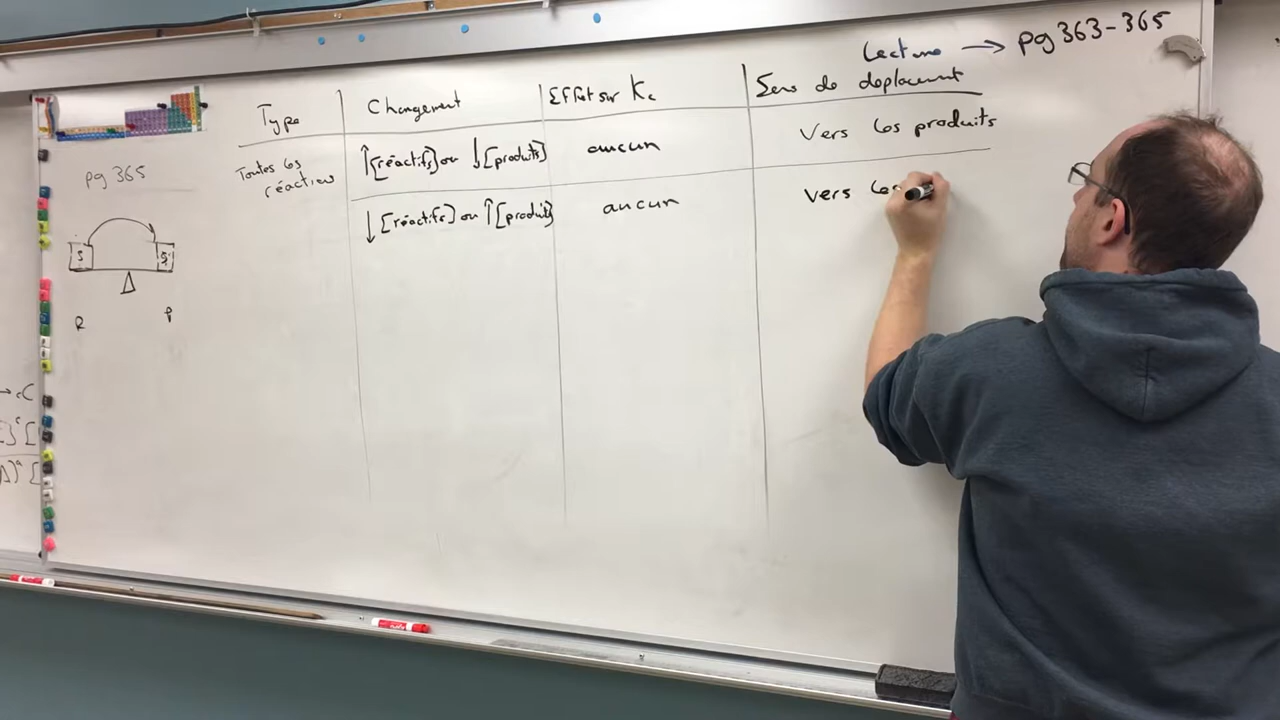 Lecture → pg 363-365
Type Changement Effet sur Kc Sens de deplacement
Toutes les réactions ↑[réactifs] ou ↓[produits] aucun Vers les produits
↓[réactifs] ou ↑[produits] aucun vers les
pg 365
R P